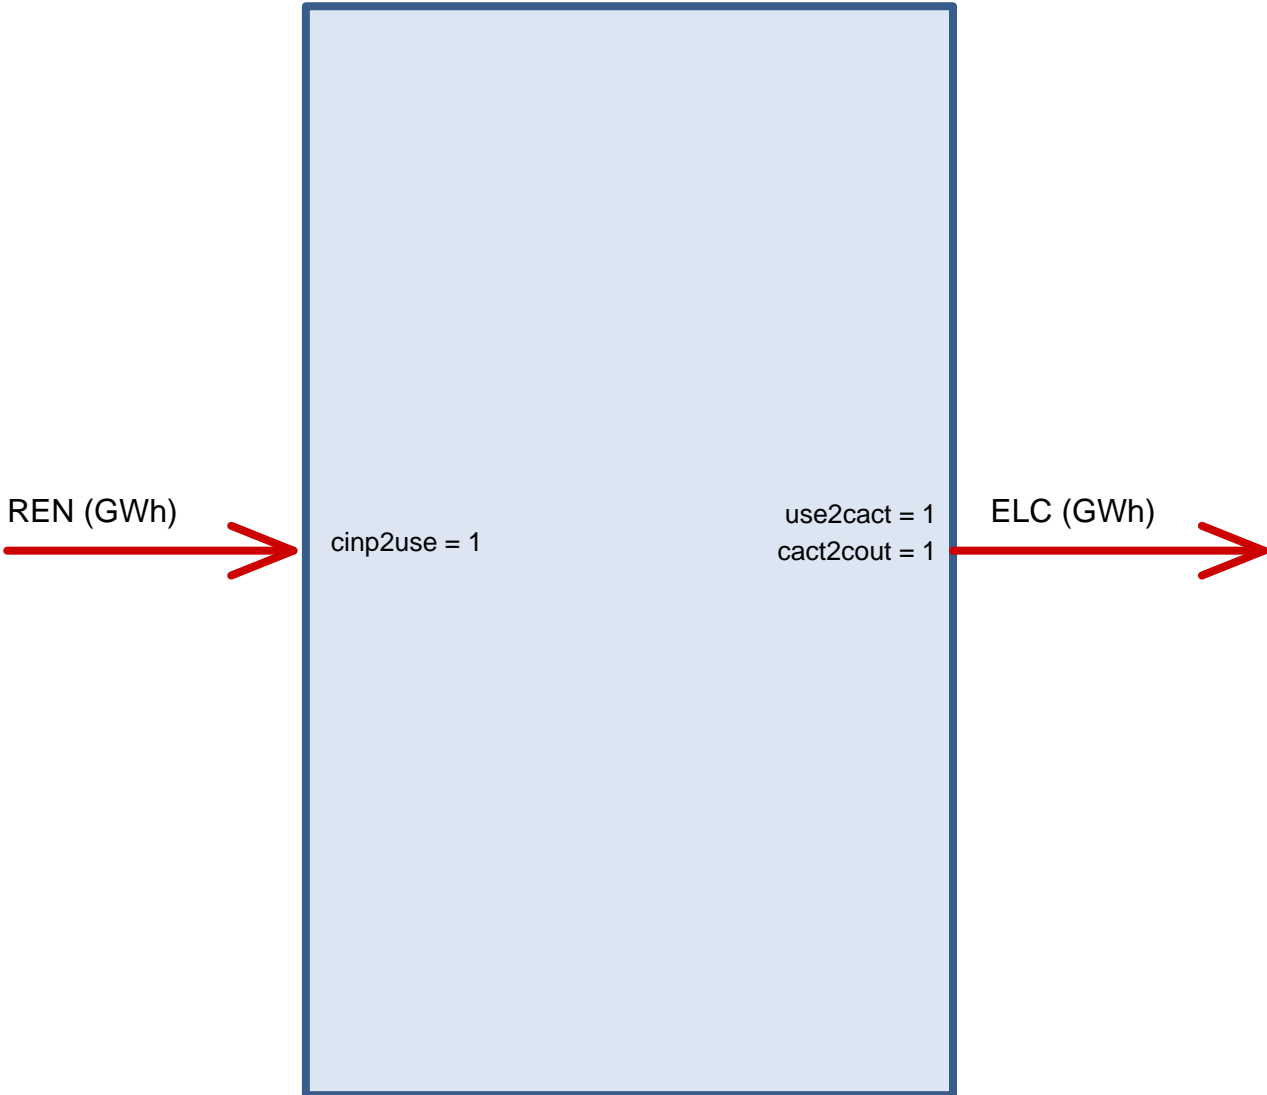 REN (GWh)
cinp2use = 1
use2cact = 1
cact2cout = 1
ELC (GWh)